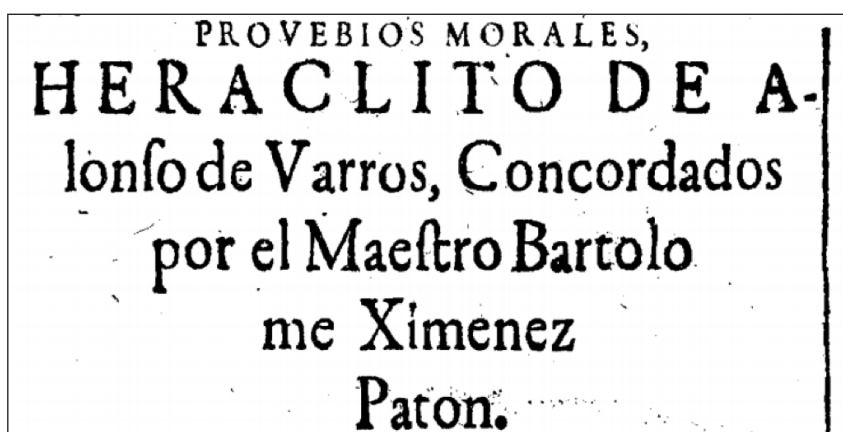 PROVEBIOS MORALES,
HERACLITO DE A-
lonſo de Varros, Concordados
por el Maeſtro Bartolo
me Ximenez
Paton.